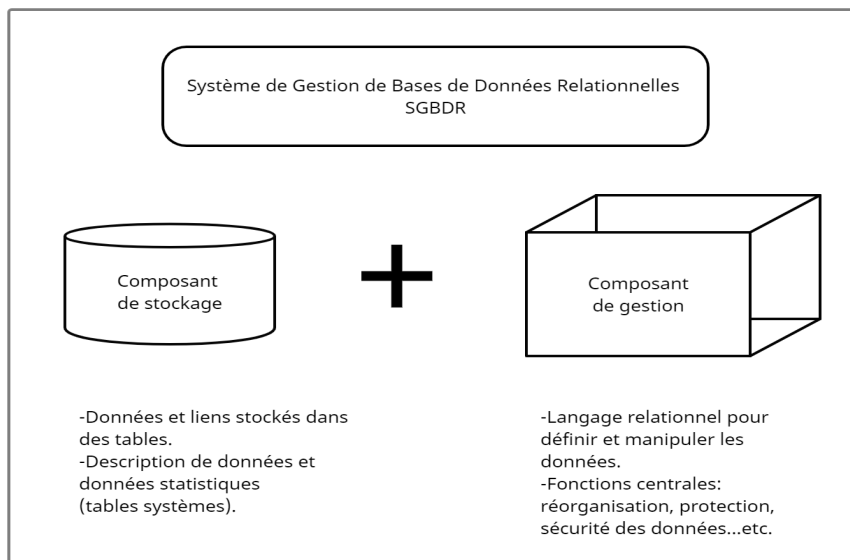 Système de Gestion de Bases de Données Relationnelles
SGBDR
Composant
de stockage
Composant
de gestion
-Données et liens stockés dans
des tables.
-Description de données et
données statistiques
(tables systèmes).
-Langage relationnel pour
définir et manipuler les
données.
-Fonctions centrales:
réorganisation, protection,
sécurité des données...etc.